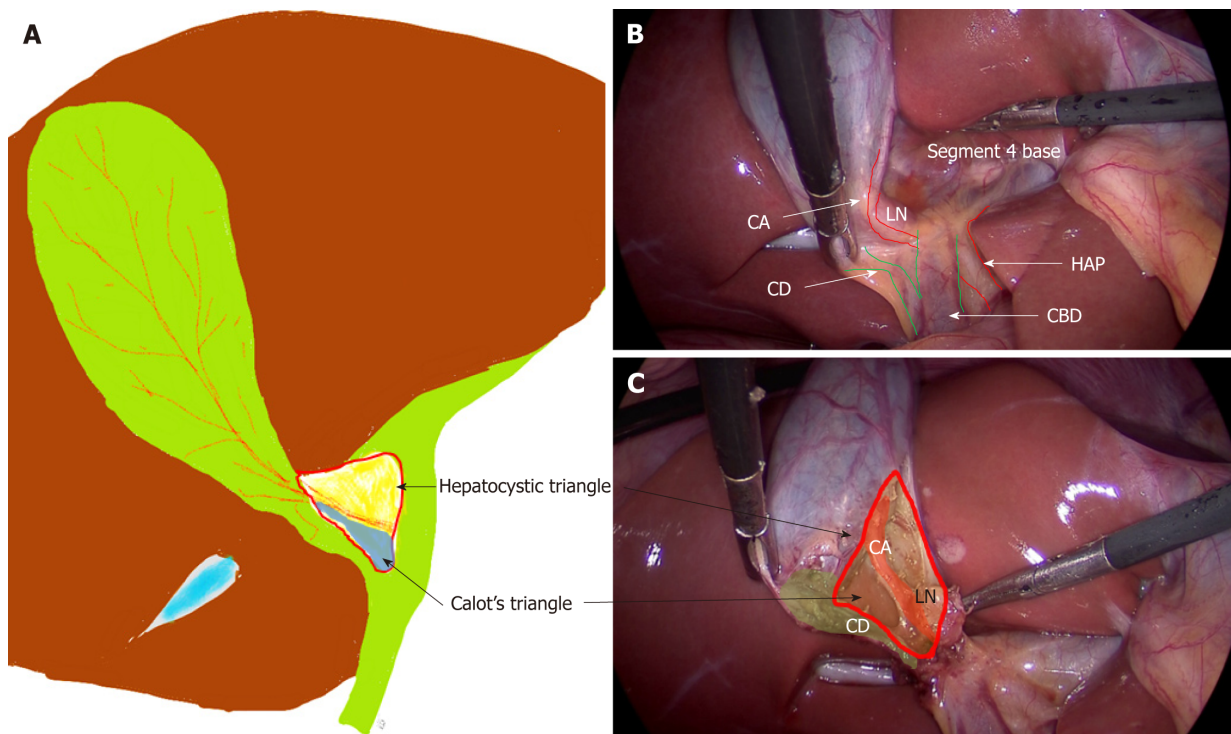 A
Hepatocystic triangle
Calot's triangle
B
Segment 4 base
CA
LN
CD
HAP
CBD
C
CA
LN
CD